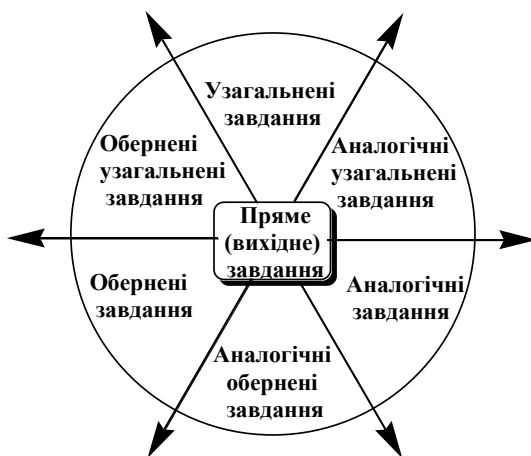 Узагальнені
завдання
Обернені
узагальнені
завдання
Аналогічні
узагальнені
завдання
Пряме
(вихідне)
завдання
Обернені
завдання
Аналогічні
завдання
Аналогічні
обернені
завдання